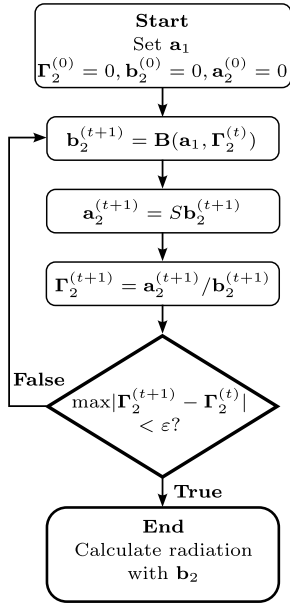 Start
Set a₁
Γ₂⁽⁰⁾ = 0, b₂⁽⁰⁾ = 0, a₂⁽⁰⁾ = 0
b₂⁽ᵗ⁺¹⁾ = B(a₁, Γ₂⁽ᵗ⁾)
a₂⁽ᵗ⁺¹⁾ = Sb₂⁽ᵗ⁺¹⁾
Γ₂⁽ᵗ⁺¹⁾ = a₂⁽ᵗ⁺¹⁾/b₂⁽ᵗ⁺¹⁾
False
max|Γ₂⁽ᵗ⁺¹⁾ − Γ₂⁽ᵗ⁾|
< ε?
True
End
Calculate radiation
with b₂